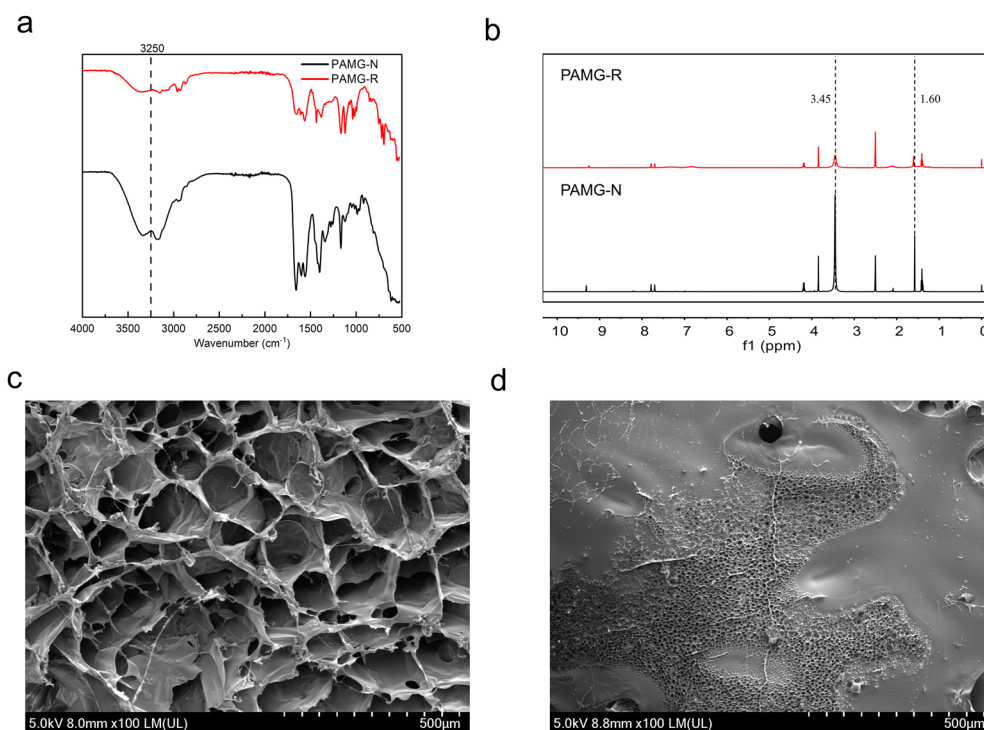 a
3250
PAMG-N
PAMG-R
4000 3500 3000 2500 2000 1500 1000 500
Wavenumber (cm⁻¹)
b
PAMG-R
3.45
1.60
PAMG-N
10 9 8 7 6 5 4 3 2 1 0
f1 (ppm)
c
5.0kV 8.0mm x100 LM(UL) 500μm
d
5.0kV 8.8mm x100 LM(UL) 500μm